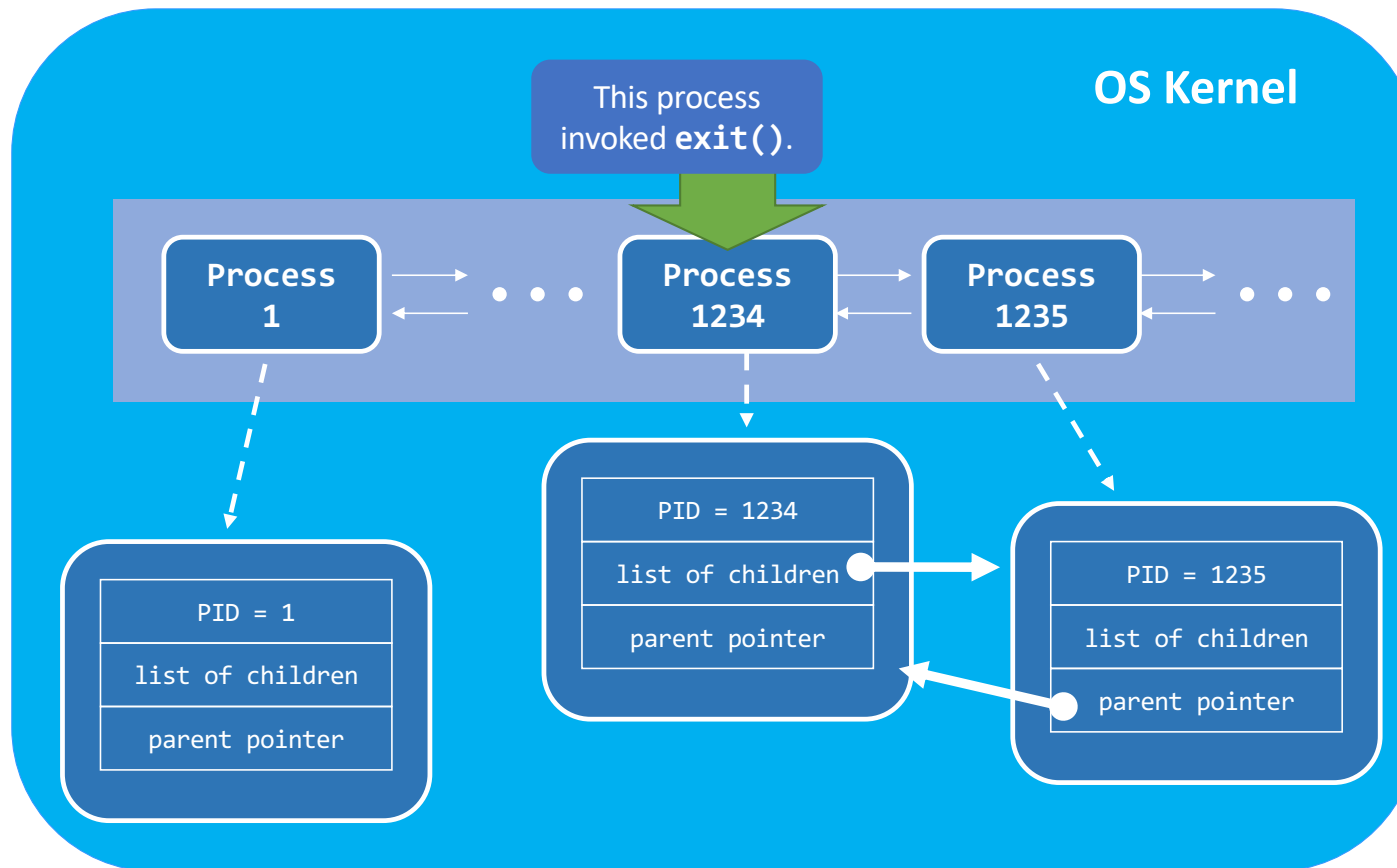 OS Kernel
This process
invoked exit().
Process
1
Process
1234
Process
1235
PID = 1
list of children
parent pointer
PID = 1234
list of children
parent pointer
PID = 1235
list of children
parent pointer